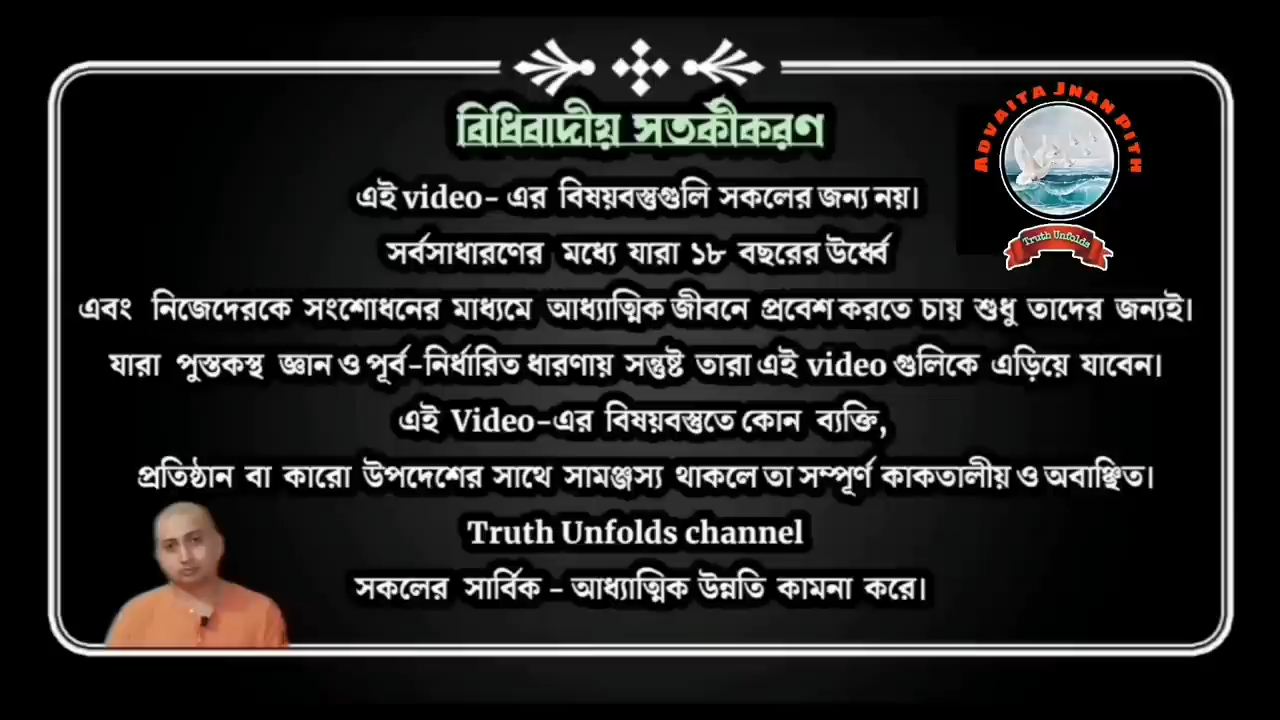 বিধিবাদীয় সতর্কীকরণ
ADVAITA JNAN PITH
Truth Unfolds
এই video- এর বিষয়বস্তুগুলি সকলের জন্য নয়।
সর্বসাধারণের মধ্যে যারা ১৮ বছরের উর্ধ্বে
এবং নিজেদেরকে সংশোধনের মাধ্যমে আধ্যাত্মিক জীবনে প্রবেশ করতে চায় শুধু তাদের জন্যই।
যারা পুস্তকস্থ জ্ঞান ও পূর্ব-নির্ধারিত ধারণায় সন্তুষ্ট তারা এই video গুলিকে এড়িয়ে যাবেন।
এই Video-এর বিষয়বস্তুতে কোন ব্যক্তি,
প্রতিষ্ঠান বা কারো উপদেশের সাথে সামঞ্জস্য থাকলে তা সম্পূর্ণ কাকতালীয় ও অবাঞ্ছিত।
Truth Unfolds channel
সকলের সার্বিক - আধ্যাত্মিক উন্নতি কামনা করে।